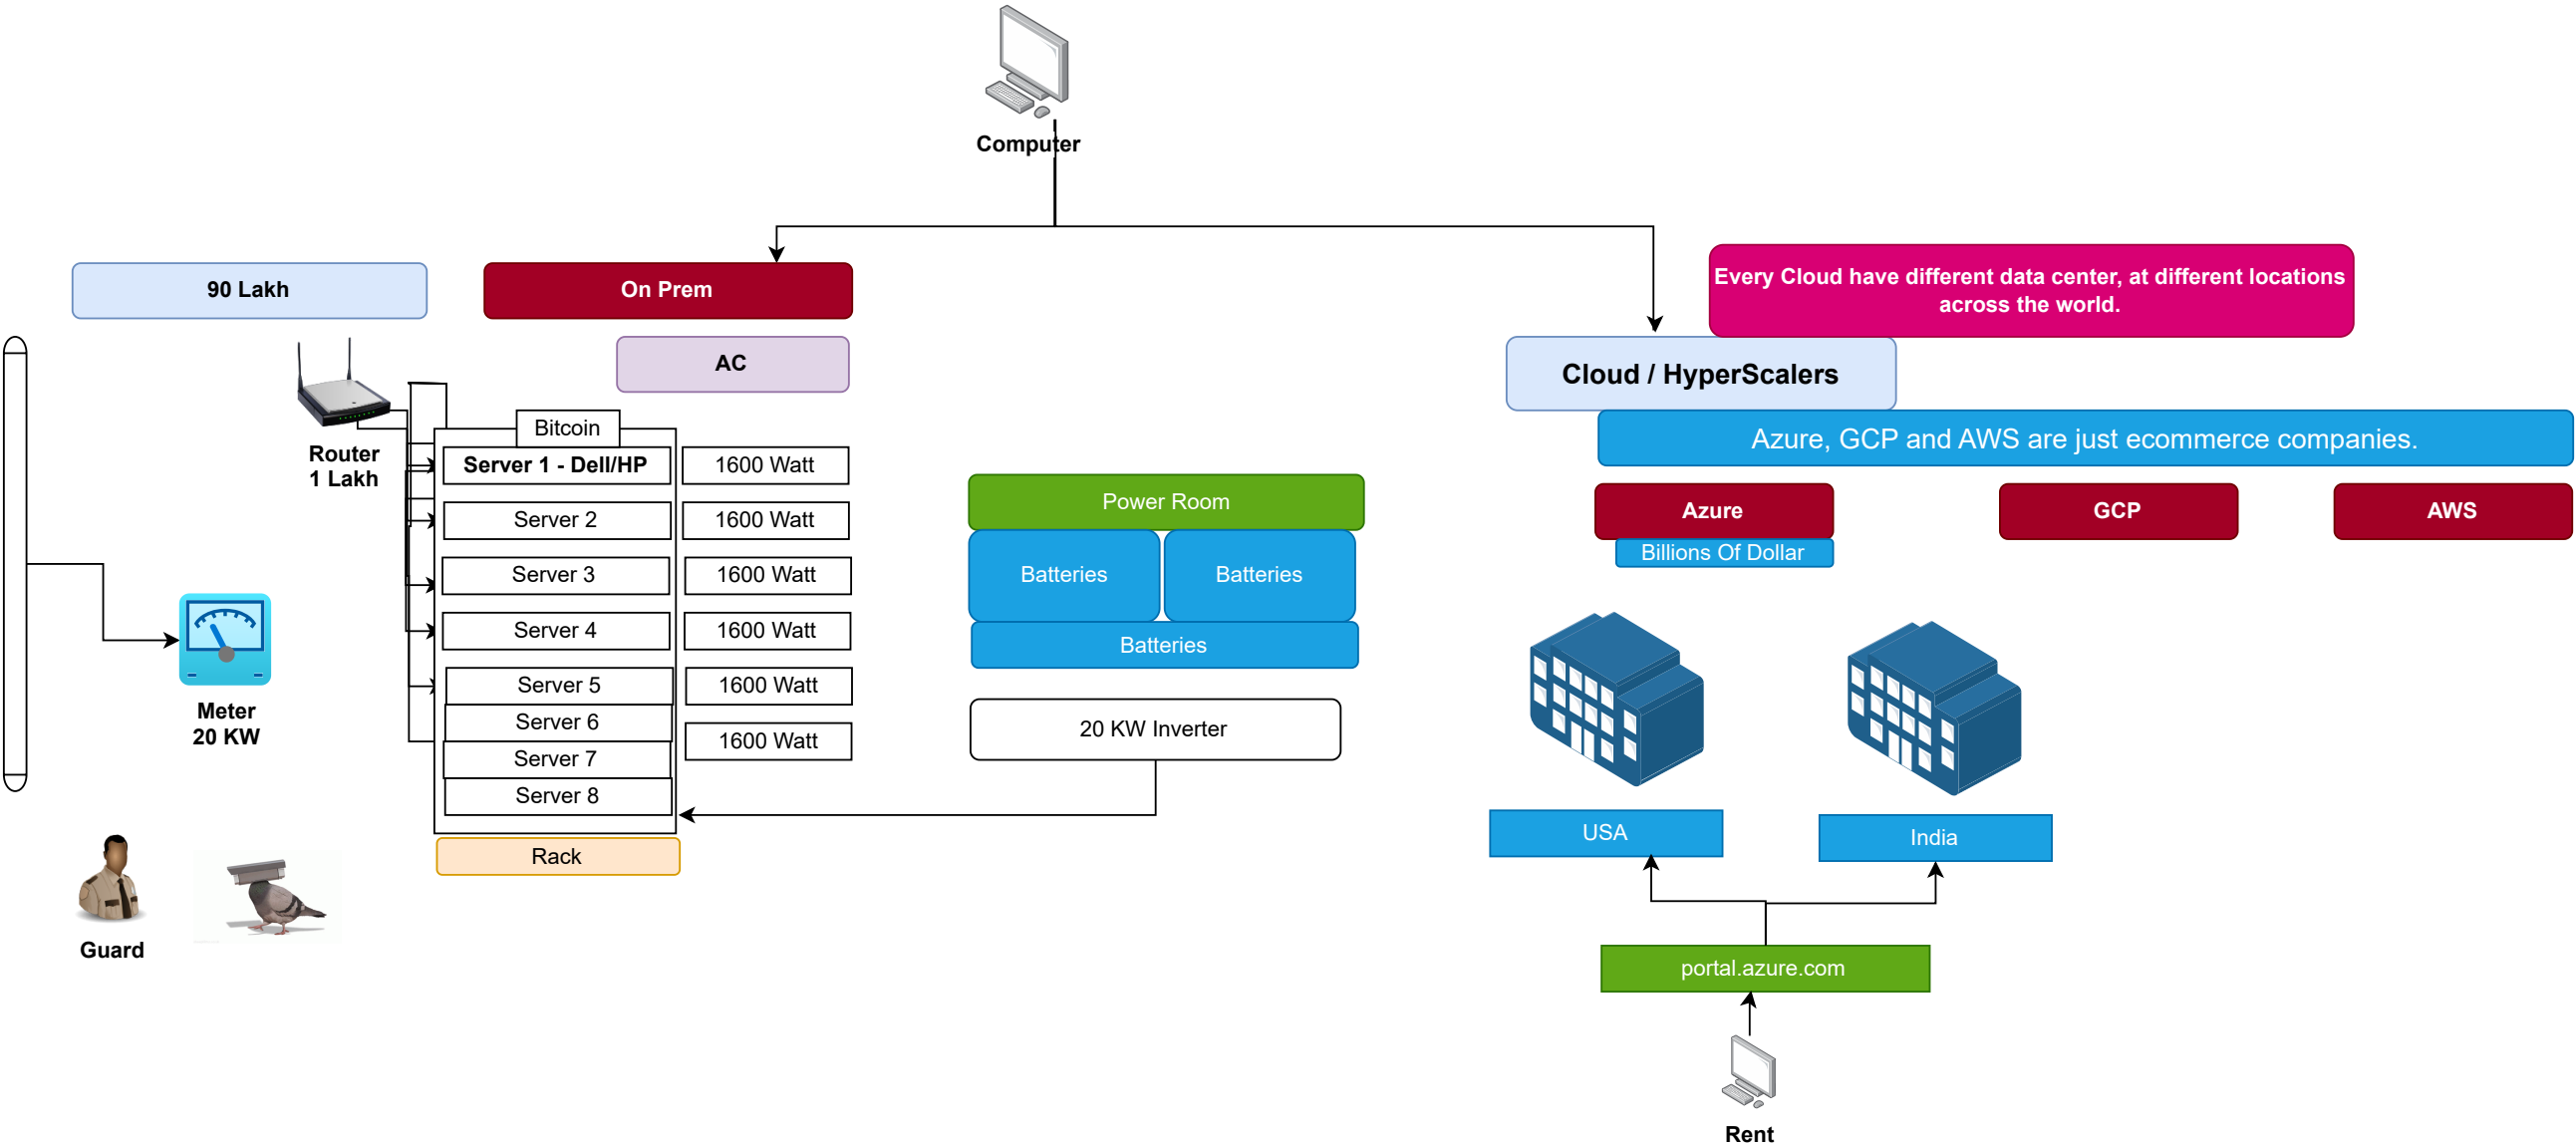 Computer
90 Lakh
On Prem
Every Cloud have different data center, at different locations
across the world.
AC
Cloud / HyperScalers
Router
1 Lakh
Bitcoin
Azure, GCP and AWS are just ecommerce companies.
Server 1 - Dell/HP
1600 Watt
Server 2
1600 Watt
Server 3
1600 Watt
Server 4
1600 Watt
Server 5
1600 Watt
Server 6
Server 7
1600 Watt
Server 8
Rack
Power Room
Batteries
Batteries
Batteries
20 KW Inverter
Azure
GCP
AWS
Billions Of Dollar
Meter
20 KW
Guard
USA
India
portal.azure.com
Rent